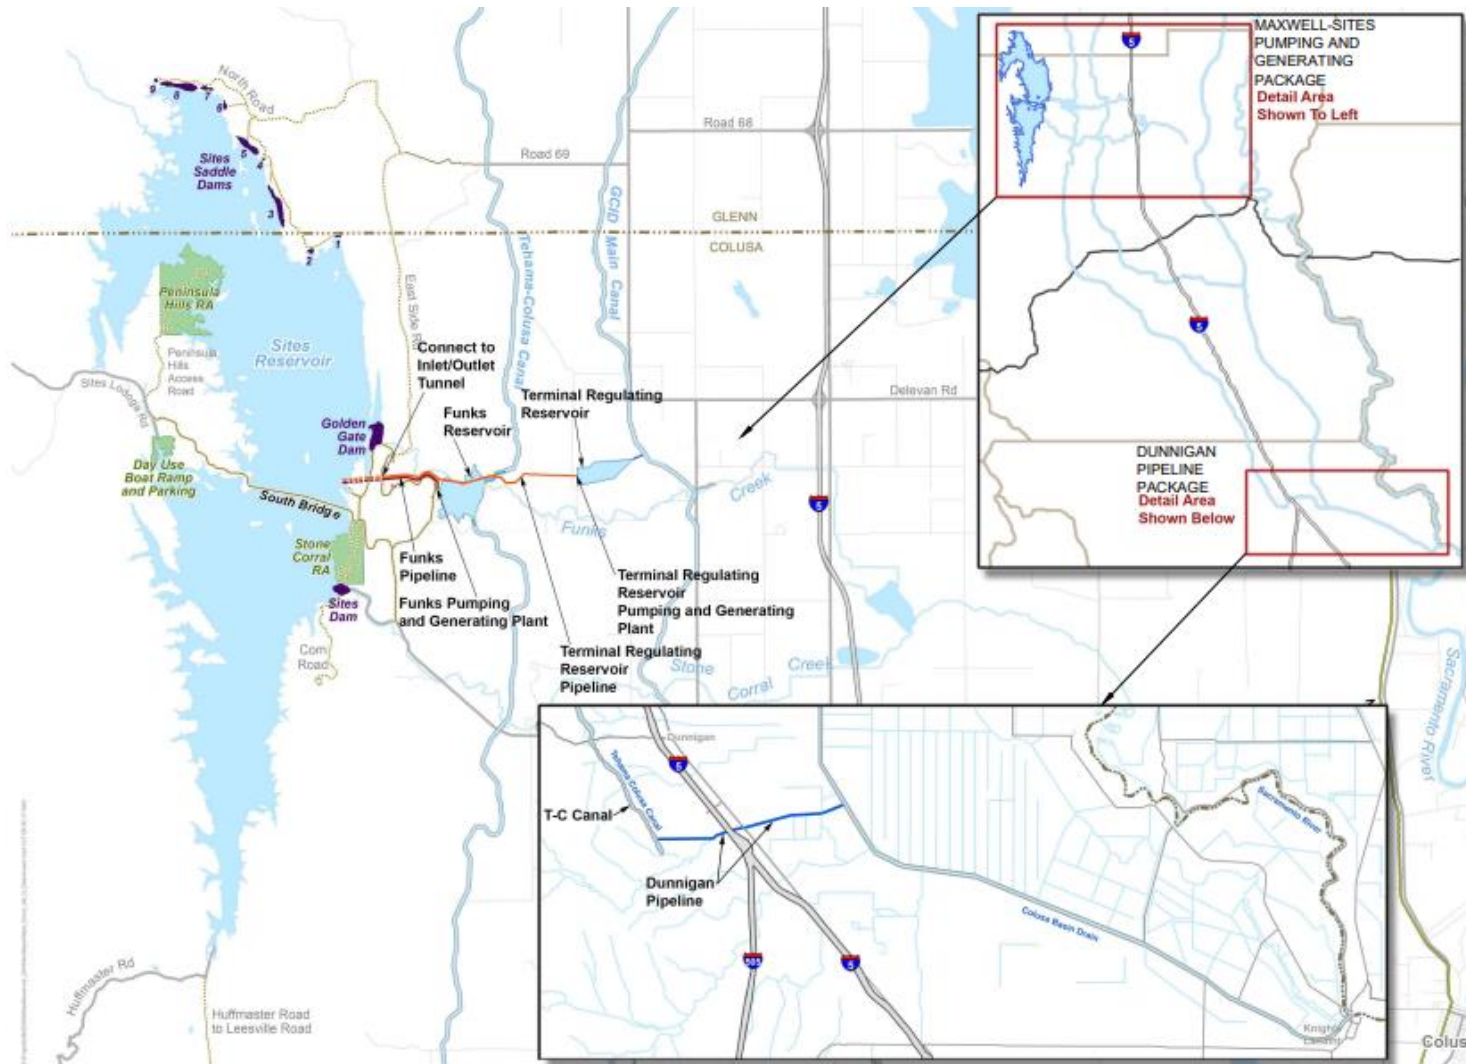 MAXWELL-SITES
PUMPING AND
GENERATING
PACKAGE
Detail Area
Shown To Left
5
5
DUNNIGAN
PIPELINE
PACKAGE
Detail Area
Shown Below
North Road
9
8
7
6
5
4
3
2
1
Sites
Saddle
Dams
Road 68
Road 69
GLENN
COLUSA
Tehama-Colusa Canal
GCID Main Canal
East Side Rd
Peninsula
Hills RA
Sites
Reservoir
Peninsula
Hills
Access
Road
Sites Lodoga Rd
Connect to
Inlet/Outlet
Tunnel
Funks
Reservoir
Terminal Regulating
Reservoir
Delevan Rd
Golden
Gate
Dam
Day Use
Boat Ramp
and Parking
South Bridge
Stone
Corral
RA
Sites
Dam
Com
Road
Funks
Creek
5
Funks
Pipeline
Funks Pumping
and Generating Plant
Terminal Regulating
Reservoir
Pumping and Generating
Plant
Terminal Regulating
Reservoir
Pipeline
Stone
Corral
Creek
Sacramento River
Huffmaster Rd
Huffmaster Road
to Leesville Road
Dunnigan
5
Tehama Colusa Canal
T-C Canal
Dunnigan
Pipeline
Sacramento River
Colusa Basin Drain
505
5
Knights
Landing
Colus